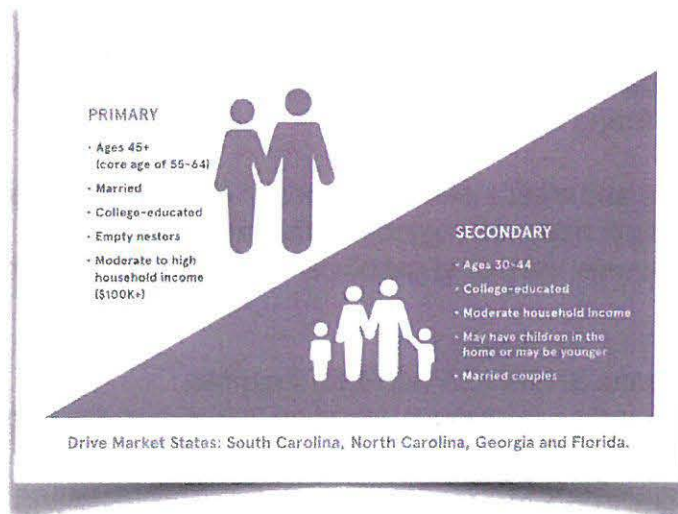 PRIMARY
· Ages 45+
(core age of 55-64)
· Married
· College-educated
· Empty nesters
· Moderate to high
household income
($100K+)
SECONDARY
· Ages 30-44
· College-educated
· Moderate household income
· May have children in the
home or may be younger
· Married couples
Drive Market States: South Carolina, North Carolina, Georgia and Florida.